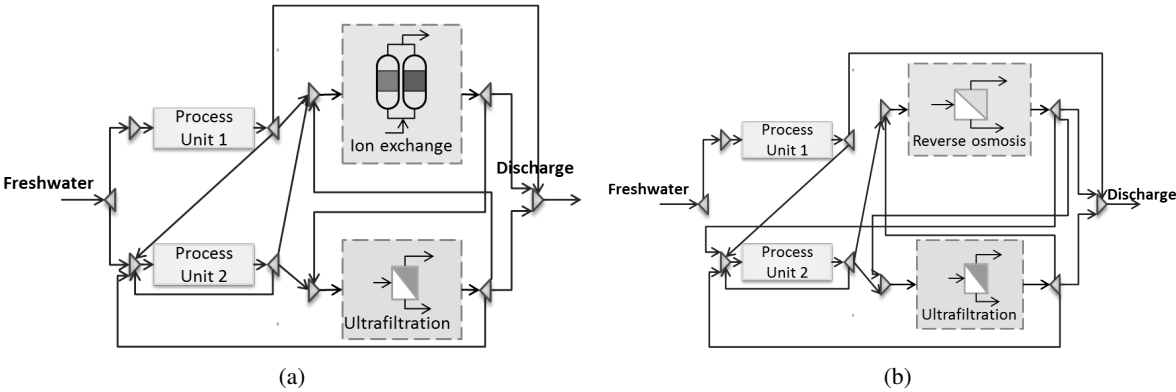 Process
Unit 1
Ion exchange
Freshwater
Discharge
Process
Unit 2
Ultrafiltration
(a)
Process
Unit 1
Reverse osmosis
Freshwater
Discharge
Process
Unit 2
Ultrafiltration
(b)